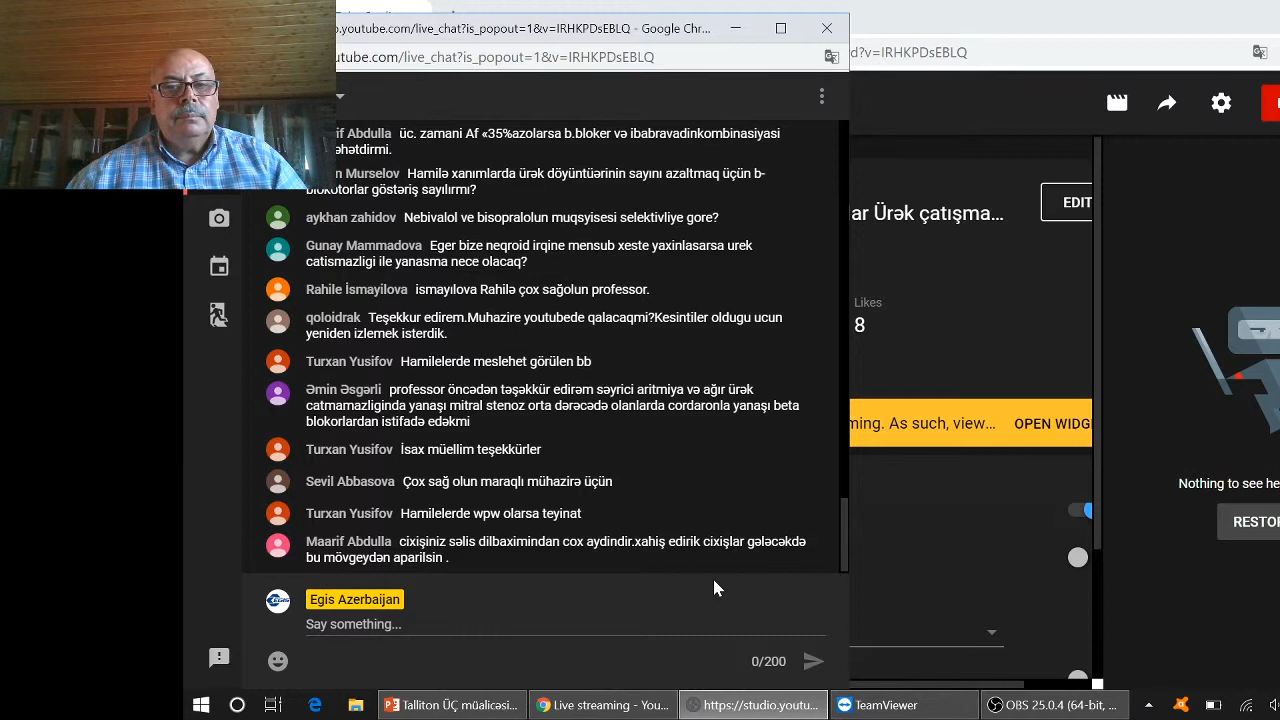 o.youtube.com/live_chat?is_popout=1&v=IRHKPDsEBLQ - Google Chr...
utube.com/live_chat?is_popout=1&v=IRHKPDsEBLQ
d?v=IRHKPDsEBLQ
if Abdulla üc. zamani Af «35%azolarsa b.bloker və ibabravadinkombinasiyasi
əhətdirmi.
n Murselov Hamilə xanımlarda ürək döyüntüərinin sayını azaltmaq üçün b-
blokotorlar göstəriş sayılırmı?
aykhan zahidov Nebivalol ve bisopralolun muqsyisesi selektivliye gore?
Gunay Mammadova Eger bize neqroid irqine mensub xeste yaxinlasarsa urek
catismazligi ile yanasma nece olacaq?
Rahile İsmayilova ismayılova Rahilə çox sağolun professor.
qoloidrak Teşekkur edirem.Muhazire youtubede qalacaqmi?Kesintiler oldugu ucun
yeniden izlemek isterdik.
Turxan Yusifov Hamilelerde meslehet görülen bb
Əmin Əsgərli professor öncədən təşəkkür edirəm səyrici aritmiya və ağır ürək
catmamazliginda yanaşı mitral stenoz orta dərəcədə olanlarda cordaronla yanaşı beta
blokorlardan istifadə edəkmi
Turxan Yusifov İsax müellim teşekkürler
Sevil Abbasova Çox sağ olun maraqlı mühazirə üçün
Turxan Yusifov Hamilelerde wpw olarsa teyinat
Maarif Abdulla cixişiniz səlis dilbaximindan cox aydindir.xahiş edirik cixişlar gələcəkdə
bu mövgeydən aparilsin .
Egis Azerbaijan
Say something...
0/200
ar Ürək çatışma...
EDIT
Likes
8
ming. As such, view...
OPEN WIDG
Nothing to see he
RESTO
Talliton ÜÇ müalicəsi...
Live streaming - You...
https://studio.youtu...
TeamViewer
OBS 25.0.4 (64-bit, ...